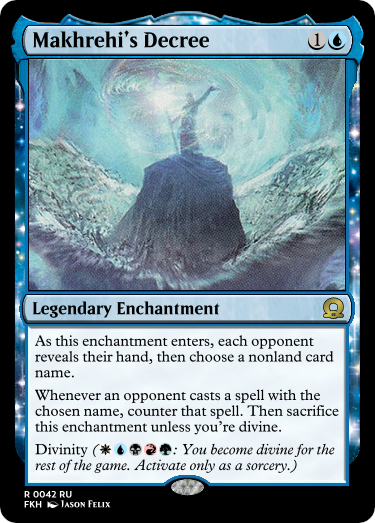 Makhrehi's Decree 1
Legendary Enchantment
As this enchantment enters, each opponent
reveals their hand, then choose a nonland card
name.
Whenever an opponent casts a spell with the
chosen name, counter that spell. Then sacrifice
this enchantment unless you're divine.
Divinity (: You become divine for the
rest of the game. Activate only as a sorcery.)
R 0042 RU
FKH Jason Felix